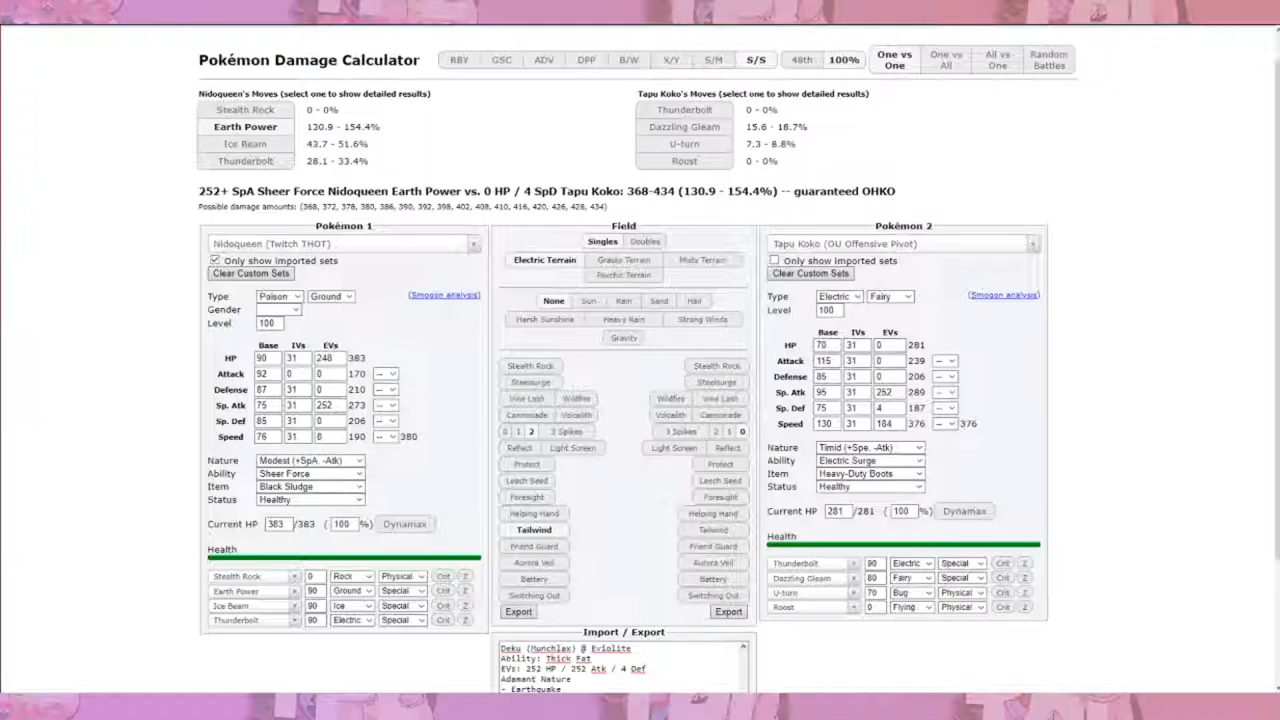 Pokémon Damage Calculator
RBY GSC ADV DPP B/W X/Y S/M S/S 48th 100% One vs One One vs All All vs One Random Battles
Nidoqueen's Moves (select one to show detailed results)
Stealth Rock 0 - 0%
Earth Power 130.9 - 154.4%
Ice Beam 43.7 - 51.6%
Thunderbolt 28.1 - 33.4%
Tapu Koko's Moves (select one to show detailed results)
Thunderbolt 0 - 0%
Dazzling Gleam 15.6 - 18.7%
U-turn 7.3 - 8.8%
Roost 0 - 0%
252+ SpA Sheer Force Nidoqueen Earth Power vs. 0 HP / 4 SpD Tapu Koko: 368-434 (130.9 - 154.4%) -- guaranteed OHKO
Possible damage amounts: (368, 372, 378, 380, 386, 390, 392, 398, 402, 408, 410, 416, 420, 426, 428, 434)
Pokémon 1
Nidoqueen (Twitch THOT)
Only show imported sets
Clear Custom Sets
Type Poison Ground (Smogon analysis)
Gender
Level 100
Base IVs EVs
HP 90 31 248 383
Attack 92 0 0 170 --
Defense 87 31 0 210 --
Sp. Atk 75 31 252 273 --
Sp. Def 85 31 0 206 --
Speed 76 31 8 190 -- 380
Nature Modest (+SpA, -Atk)
Ability Sheer Force
Item Black Sludge
Status Healthy
Current HP 383 /383 ( 100 %) Dynamax
Health
Stealth Rock 0 Rock Physical Crit Z
Earth Power 90 Ground Special Crit Z
Ice Beam 90 Ice Special Crit Z
Thunderbolt 90 Electric Special Crit Z
Field
Singles Doubles
Electric Terrain Grassy Terrain Misty Terrain
Psychic Terrain
None Sun Rain Sand Hail
Harsh Sunshine Heavy Rain Strong Winds
Gravity
Stealth Rock Stealth Rock
Steelsurge Steelsurge
Vine Lash Wildfire Wildfire Vine Lash
Cannonade Volcalith Volcalith Cannonade
0 1 2 3 Spikes 3 Spikes 2 1 0
Reflect Light Screen Light Screen Reflect
Protect Protect
Leech Seed Leech Seed
Foresight Foresight
Helping Hand Helping Hand
Tailwind Tailwind
Friend Guard Friend Guard
Aurora Veil Aurora Veil
Battery Battery
Switching Out Switching Out
Export Export
Pokémon 2
Tapu Koko (OU Offensive Pivot)
Only show imported sets
Clear Custom Sets
Type Electric Fairy (Smogon analysis)
Level 100
Base IVs EVs
HP 70 31 0 281
Attack 115 31 0 239 --
Defense 85 31 0 206 --
Sp. Atk 95 31 252 289 --
Sp. Def 75 31 4 187 --
Speed 130 31 184 376 -- 376
Nature Timid (+Spe, -Atk)
Ability Electric Surge
Item Heavy-Duty Boots
Status Healthy
Current HP 281 /281 ( 100 %) Dynamax
Health
Thunderbolt 90 Electric Special Crit Z
Dazzling Gleam 80 Fairy Special Crit Z
U-turn 70 Bug Physical Crit Z
Roost 0 Flying Physical Crit Z
Import / Export
Deku (Munchlax) @ Eviolite
Ability: Thick Fat
EVs: 252 HP / 252 Atk / 4 Def
Adamant Nature
- Earthquake